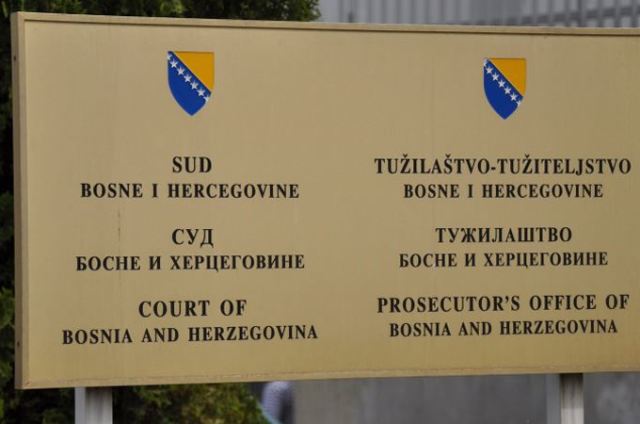 SUD
BOSNE I HERCEGOVINE
СУД
БОСНЕ И ХЕРЦЕГОВИНЕ
COURT OF
BOSNIA AND HERZEGOVINA
TUŽILAŠTVO-TUŽITELJSTVO
BOSNE I HERCEGOVINE
ТУЖИЛАШТВО
БОСНЕ И ХЕРЦЕГОВИНЕ
PROSECUTOR'S OFFICE OF
BOSNIA AND HERZEGOVINA